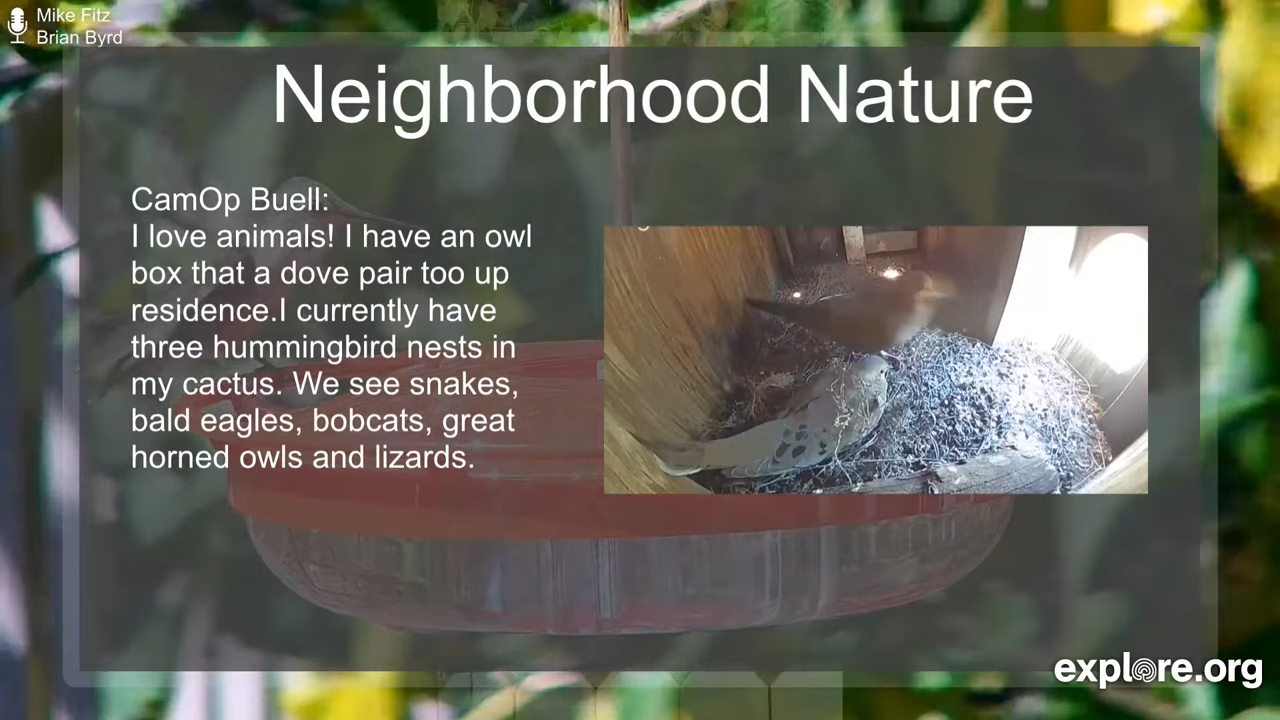 Mike Fitz
Brian Byrd
Neighborhood Nature
CamOp Buell:
I love animals! I have an owl
box that a dove pair too up
residence.I currently have
three hummingbird nests in
my cactus. We see snakes,
bald eagles, bobcats, great
horned owls and lizards.
explore.org